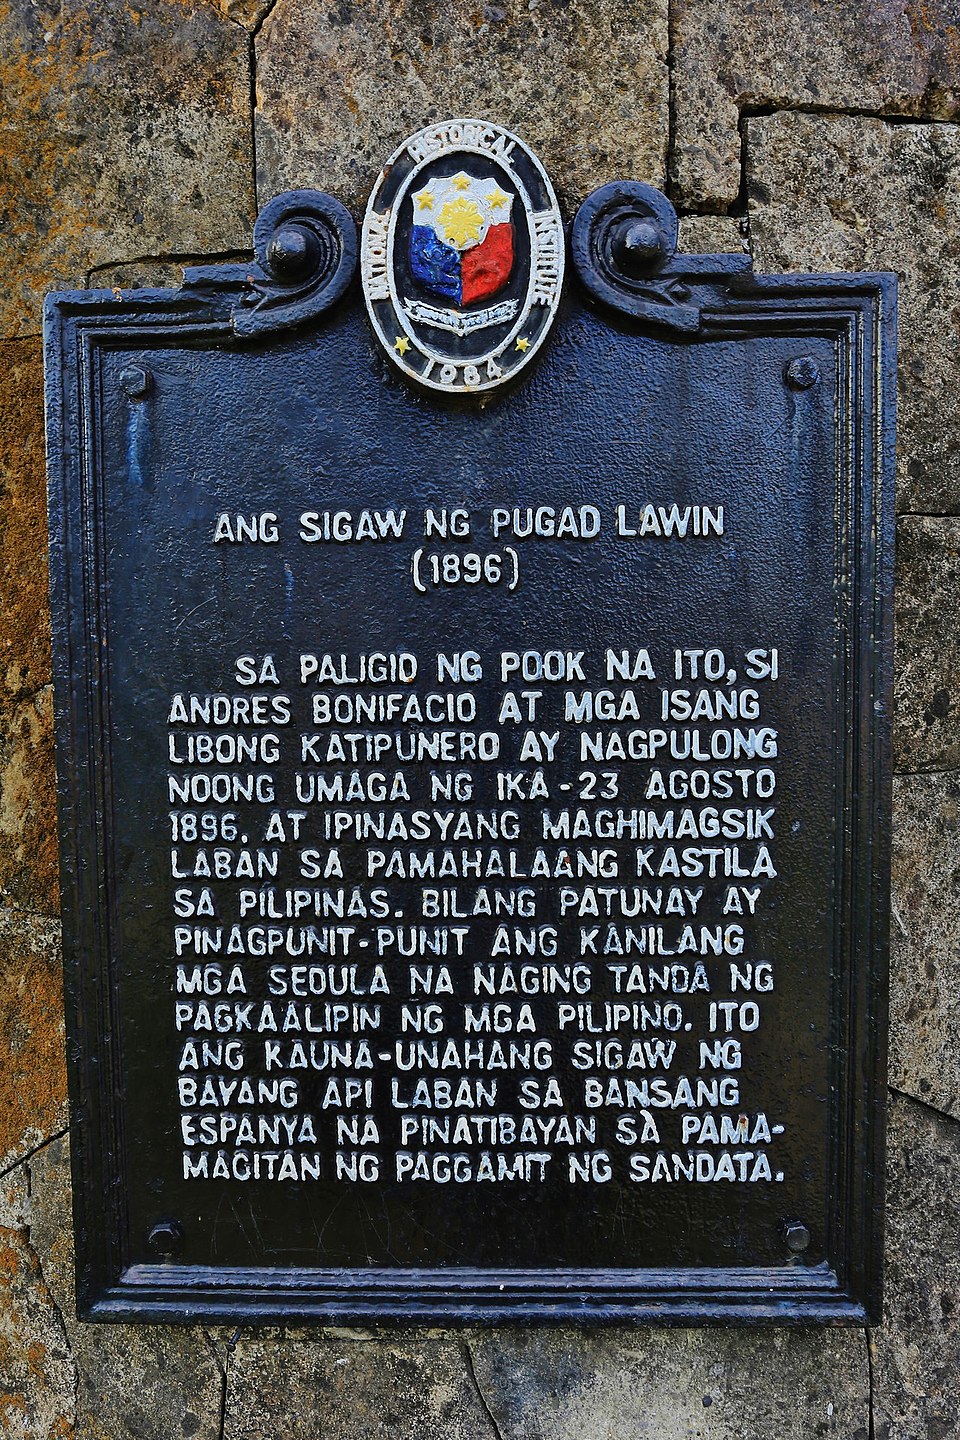 NATIONAL HISTORICAL INSTITUTE
1984
ANG SIGAW NG PUGAD LAWIN
(1896)
SA PALIGID NG POOK NA ITO, SI
ANDRES BONIFACIO AT MGA ISANG
LIBONG KATIPUNERO AY NAGPULONG
NOONG UMAGA NG IKA-23 AGOSTO
1896, AT IPINASYANG MAGHIMAGSIK
LABAN SA PAMAHALAANG KASTILA
SA PILIPINAS. BILANG PATUNAY AY
PINAGPUNIT-PUNIT ANG KANILANG
MGA SEDULA NA NAGING TANDA NG
PAGKAALIPIN NG MGA PILIPINO. ITO
ANG KAUNA-UNAHANG SIGAW NG
BAYANG API LABAN SA BANSANG
ESPANYA NA PINATIBAYAN SA PAMA-
MAGITAN NG PAGGAMIT NG SANDATA.